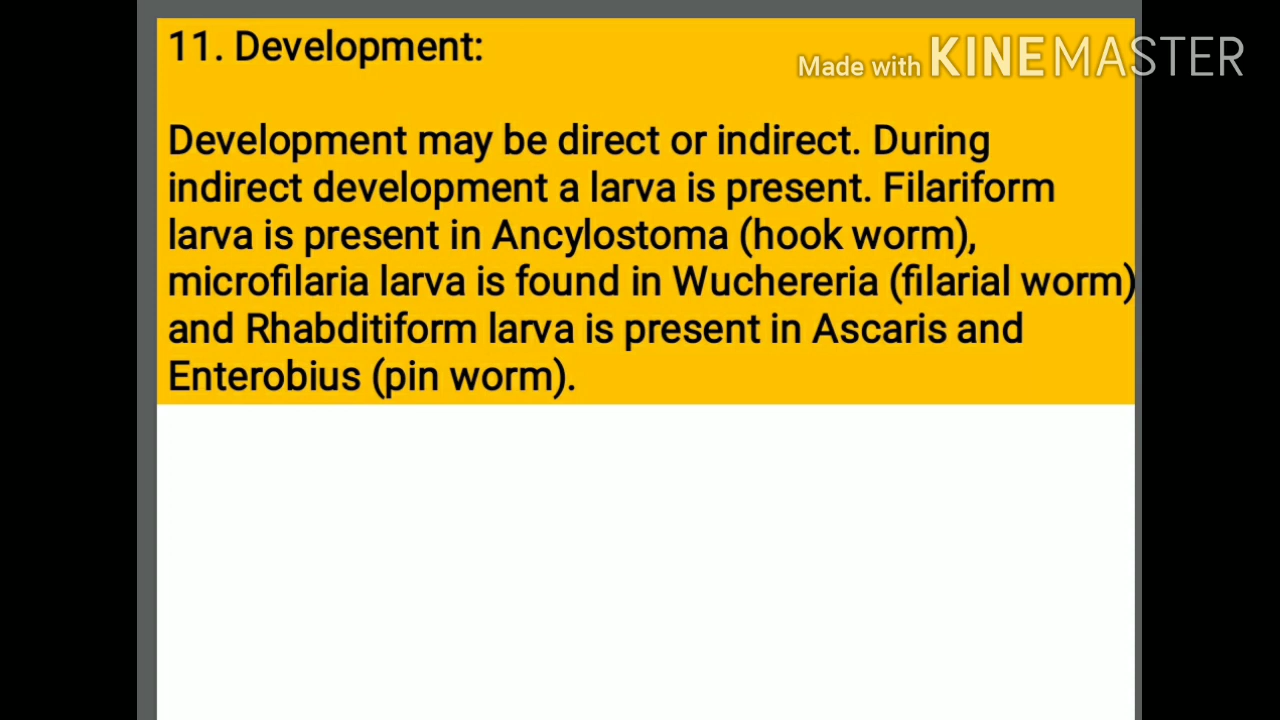 11. Development:
Made with KINEMASTER
Development may be direct or indirect. During
indirect development a larva is present. Filariform
larva is present in Ancylostoma (hook worm),
microfilaria larva is found in Wuchereria (filarial worm)
and Rhabditiform larva is present in Ascaris and
Enterobius (pin worm).